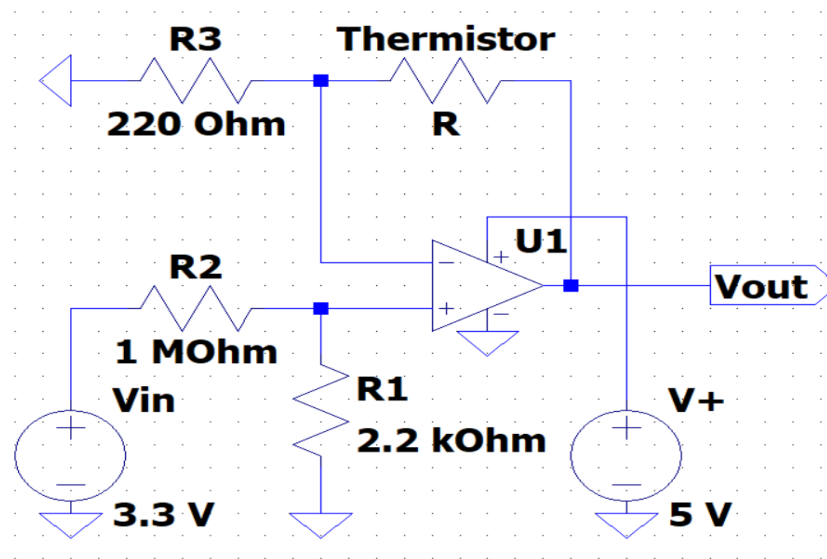 R3
Thermistor
220 Ohm
R
U1
+
−
R2
−
+
Vout
1 MOhm
Vin
R1
V+
+
+
2.2 kOhm
−
−
3.3 V
5 V